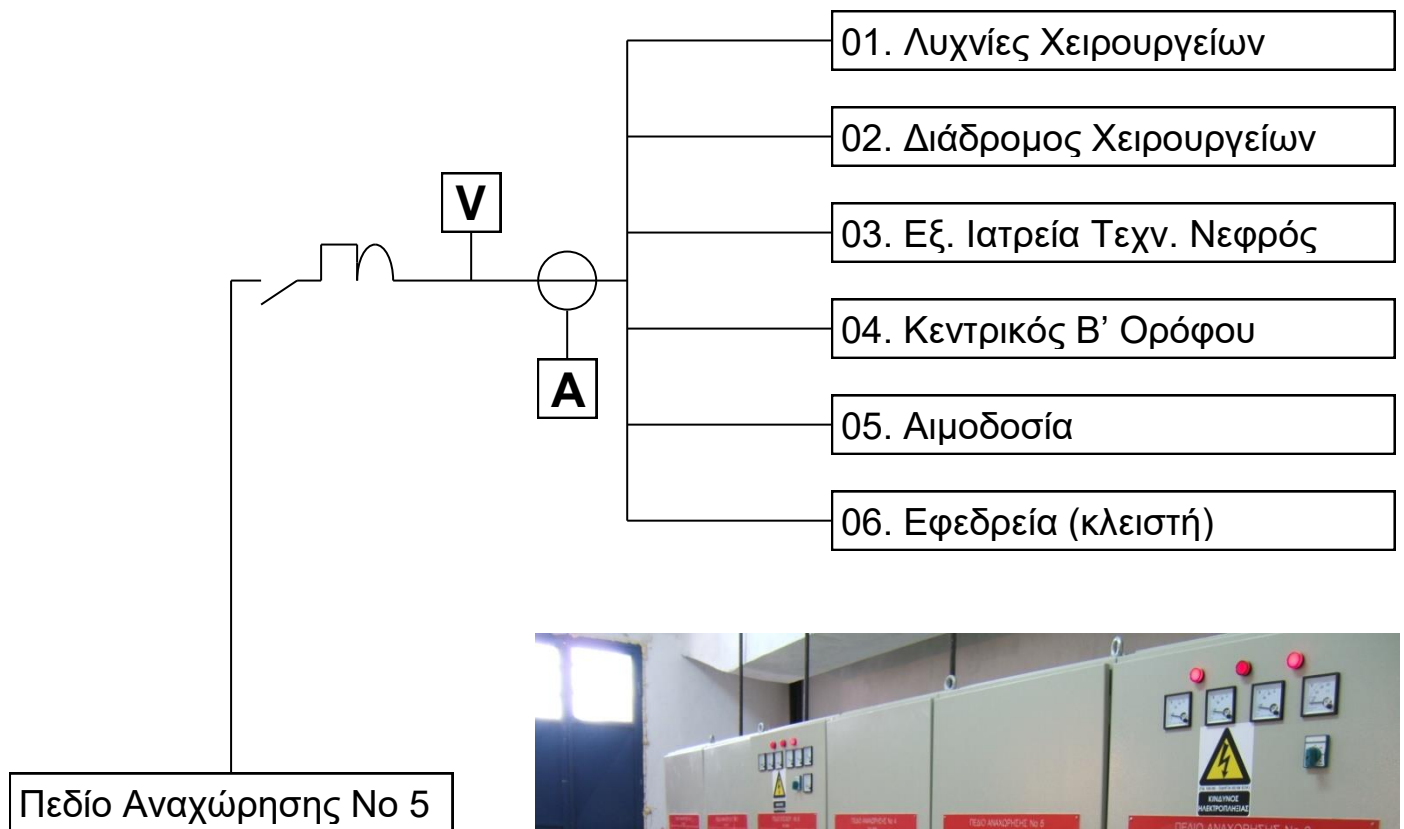 01. Λυχνίες Χειρουργείων
02. Διάδρομος Χειρουργείων
V
03. Εξ. Ιατρεία Τεχν. Νεφρός
04. Κεντρικός Β’ Ορόφου
A
05. Αιμοδοσία
06. Εφεδρεία (κλειστή)
Πεδίο Αναχώρησης Νο 5
ΚΙΝΔΥΝΟΣ
ΗΛΕΚΤΡΟΠΛΗΞΙΑΣ
ΠΕΔΙΟ ΑΝΑΧΩΡΗΣΗΣ Νο 5